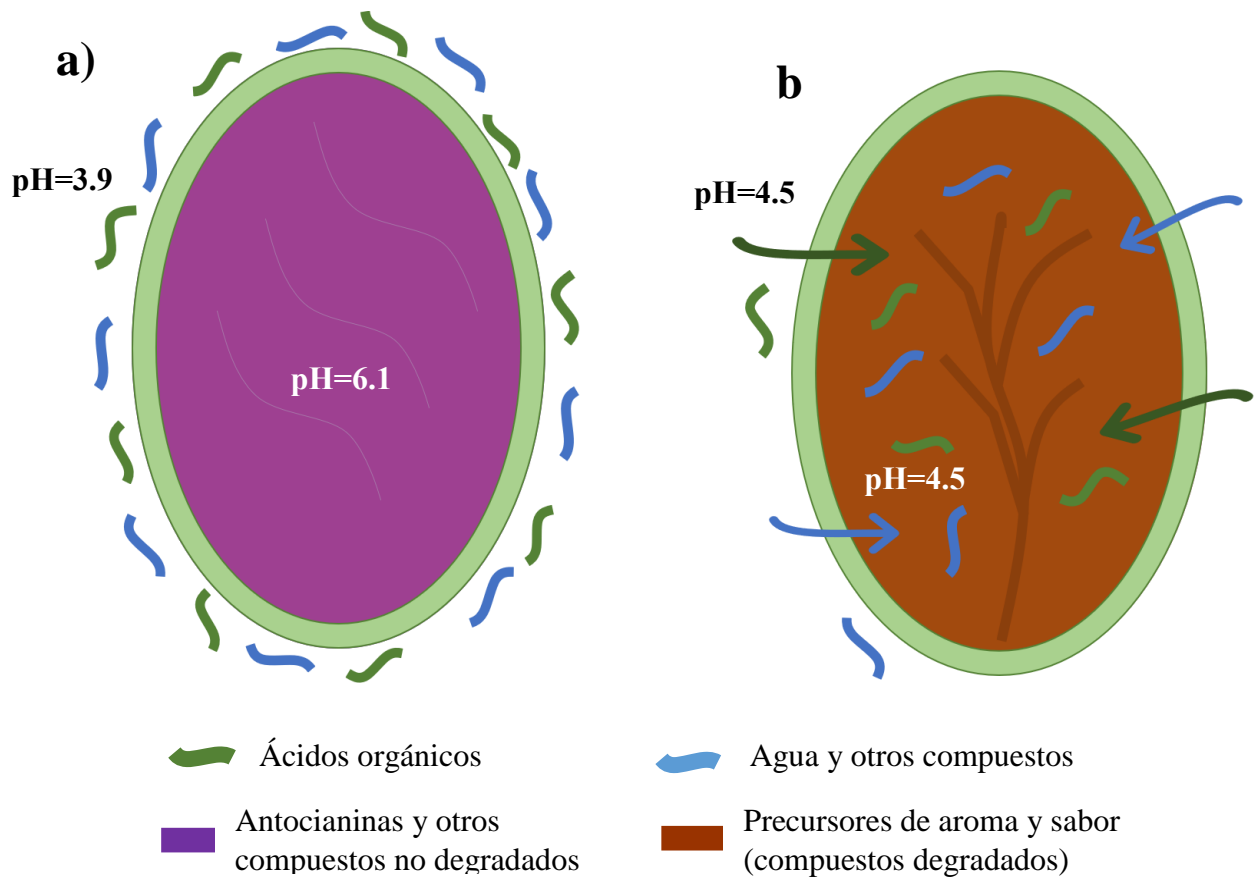 a)
pH=3.9
pH=6.1
b
pH=4.5
pH=4.5
Ácidos orgánicos
Agua y otros compuestos
Antocianinas y otros
compuestos no degradados
Precursores de aroma y sabor
(compuestos degradados)